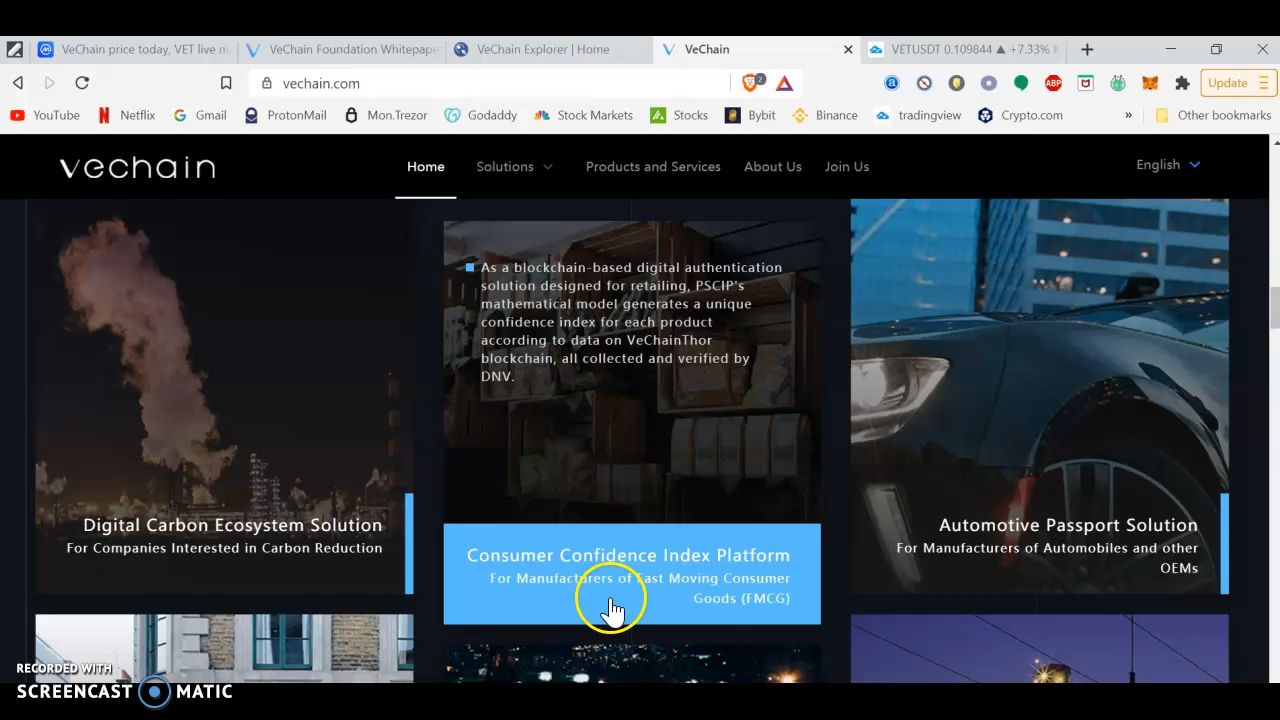 VeChain price today, VET live m
VeChain Foundation Whitepape
VeChain Explorer | Home
VeChain
VETUSDT 0.109844 ▲ +7.33%
vechain.com
2
ABP
Update
YouTube
Netflix
Gmail
ProtonMail
Mon.Trezor
Godaddy
Stock Markets
Stocks
Bybit
Binance
tradingview
Crypto.com
»
Other bookmarks
vechain
Home
Solutions
Products and Services
About Us
Join Us
English
As a blockchain-based digital authentication
solution designed for retailing, PSCIP's
mathematical model generates a unique
confidence index for each product
according to data on VeChainThor
blockchain, all collected and verified by
DNV.
Digital Carbon Ecosystem Solution
For Companies Interested in Carbon Reduction
Consumer Confidence Index Platform
For Manufacturers of Fast Moving Consumer
Goods (FMCG)
Automotive Passport Solution
For Manufacturers of Automobiles and other
OEMs
RECORDED WITH
SCREENCAST MATIC